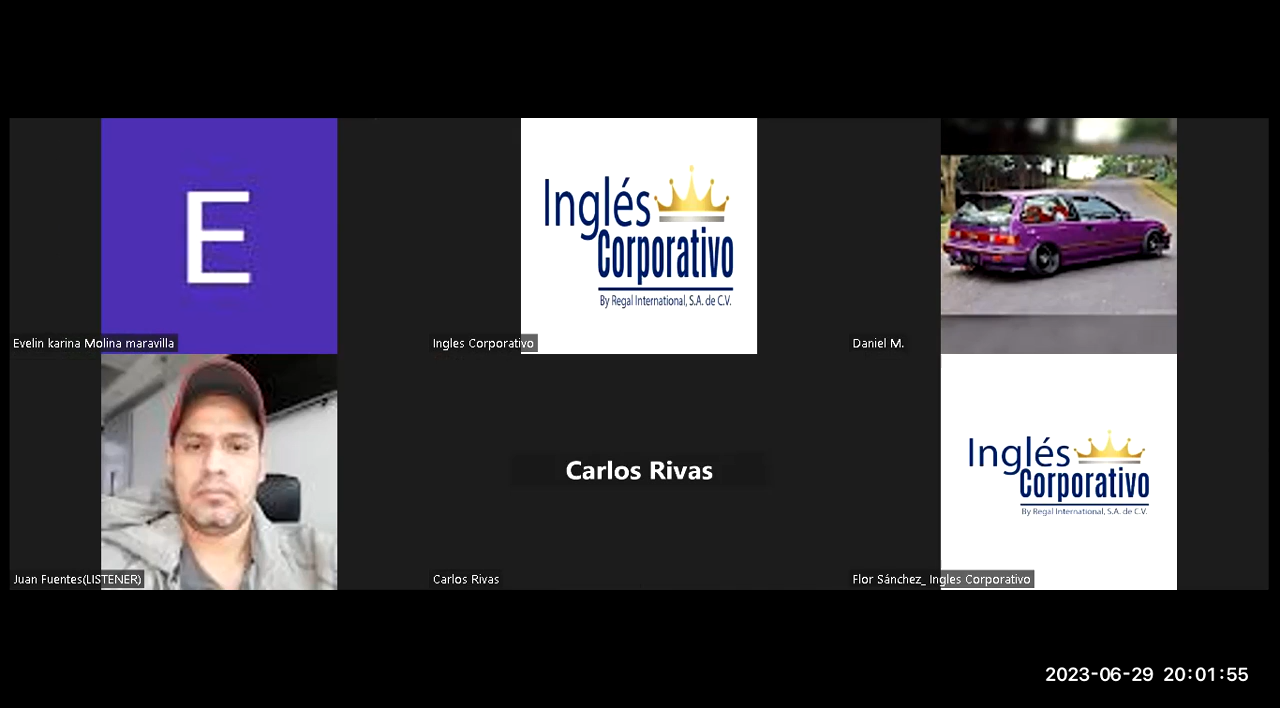 E
Evelin karina Molina maravilla
Inglés
Corporativo
By Regal International, S.A. de C.V.
Ingles Corporativo
Daniel M.
Juan Fuentes(LISTENER)
Carlos Rivas
Carlos Rivas
Inglés
Corporativo
By Regal International, S.A. de C.V.
Flor Sánchez_ Ingles Corporativo
2023-06-29 20:01:55